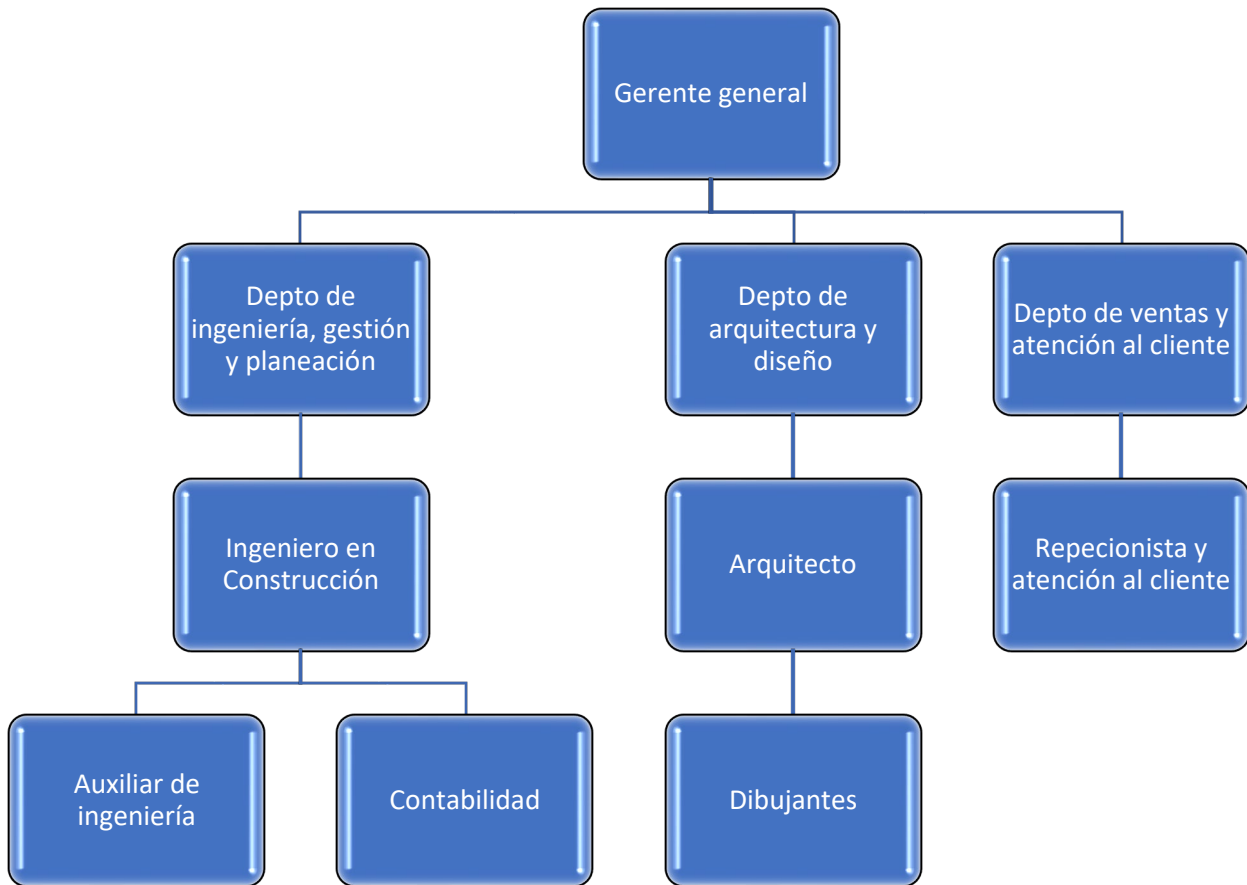 Gerente general
Depto de
ingeniería, gestión
y planeación
Depto de
arquitectura y
diseño
Depto de ventas y
atención al cliente
Ingeniero en
Construcción
Arquitecto
Repecionista y
atención al cliente
Auxiliar de
ingeniería
Contabilidad
Dibujantes